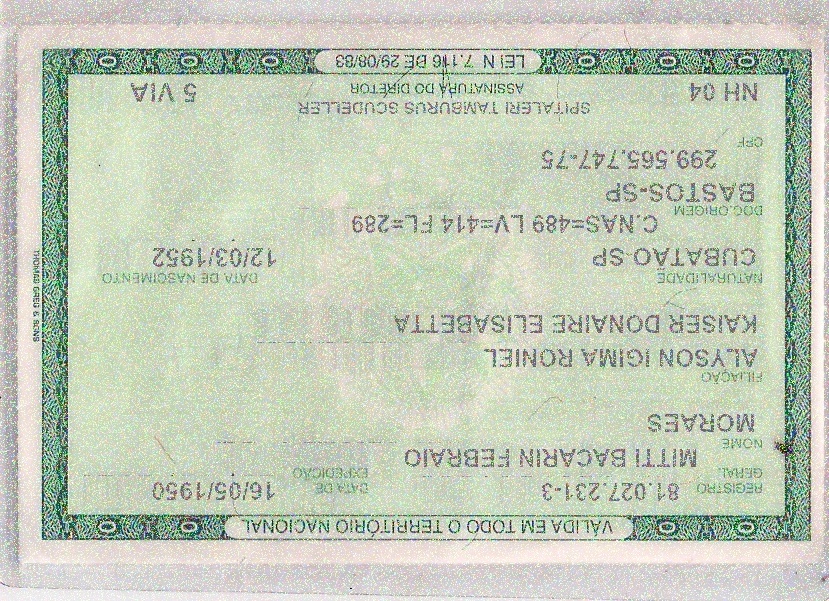 VÁLIDA EM TODO O TERRITÓRIO NACIONAL
REGISTRO GERAL 81.027.231-3 DATA DE EXPEDIÇÃO 16/05/1950
NOME MITTI BACARIN FEBRAIO
MORAES
FILIAÇÃO
ALYSON IGIMA RONIEL
KAISER DONAIRE ELISABETTA
NATURALIDADE DATA DE NASCIMENTO
CUBATAO-SP 12/03/1952
DOC.ORIGEM C.NAS=489 LV=414 FL=289
BASTOS-SP
CPF 299.565.747-75
SPITALERI TAMBURUS SCUDELLER
NH 04 ASSINATURA DO DIRETOR 5 VIA
LEI N 7.116 DE 29/08/83
THOMAS GREG & SONS